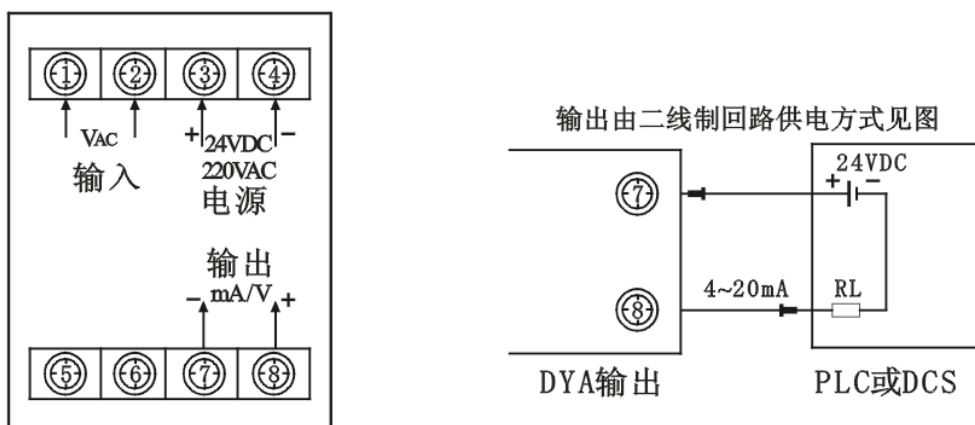 ① ② ③ ④
VAC
输入
+ 24VDC −
220VAC
电源
输出
− mA/V +
⑤ ⑥ ⑦ ⑧
输出由二线制回路供电方式见图
24VDC
+ −
⑦
4~20mA
RL
⑧
DYA输出
PLC或DCS